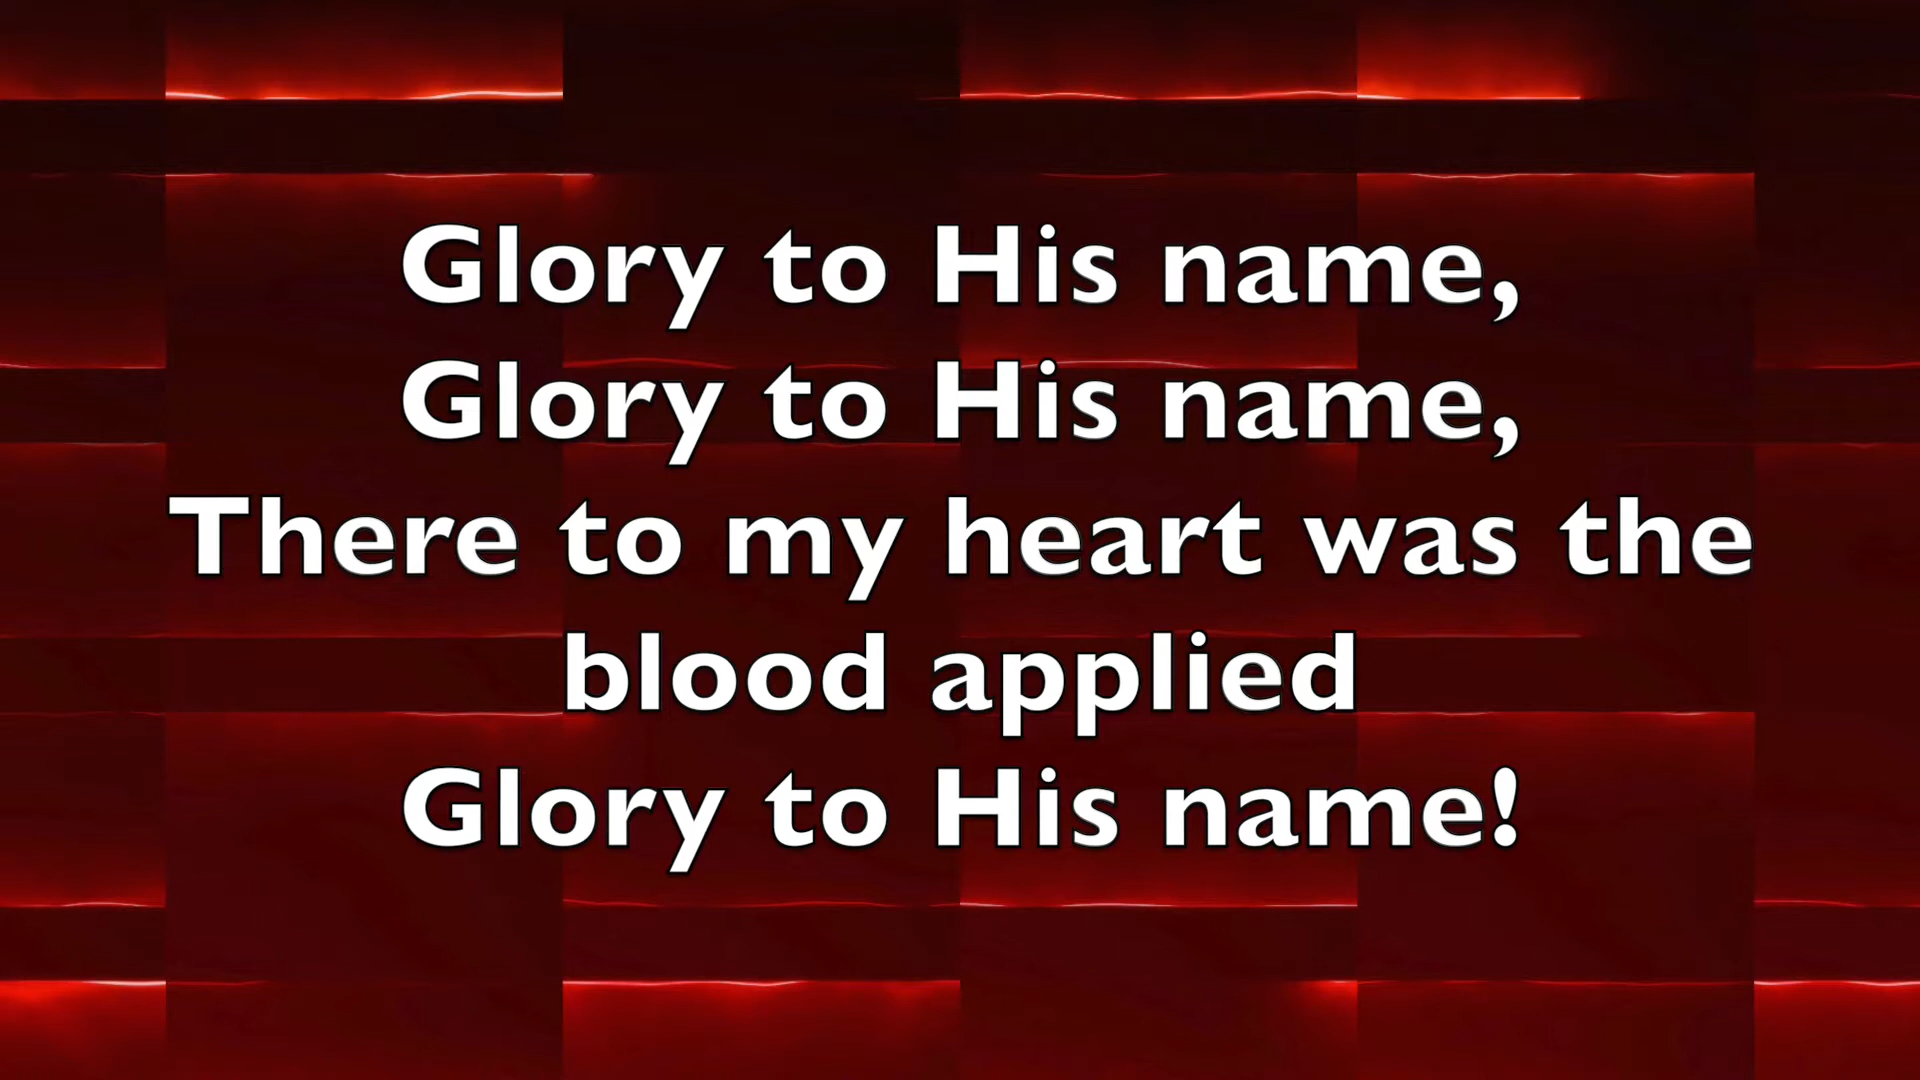 Glory to His name,
Glory to His name,
There to my heart was the
blood applied
Glory to His name!